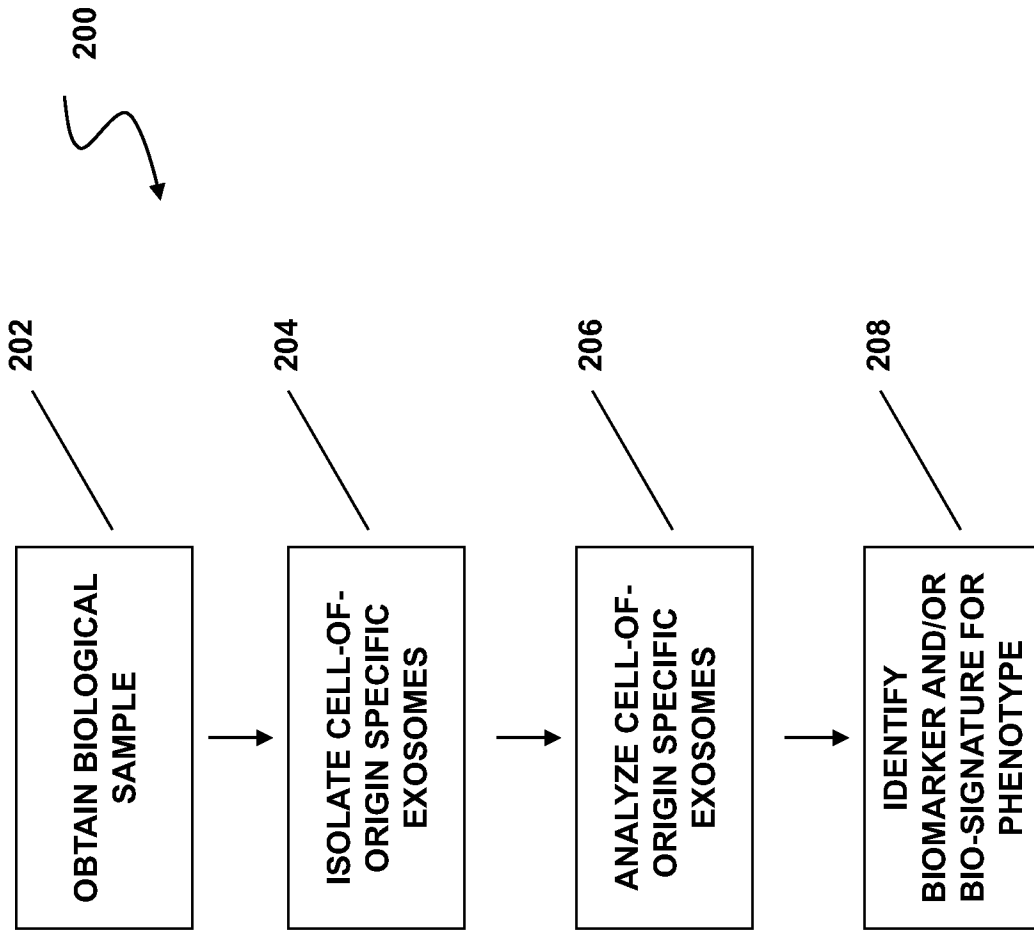 200
202
OBTAIN BIOLOGICAL
SAMPLE
204
ISOLATE CELL-OF-
ORIGIN SPECIFIC
EXOSOMES
206
ANALYZE CELL-OF-
ORIGIN SPECIFIC
EXOSOMES
208
IDENTIFY
BIOMARKER AND/OR
BIO-SIGNATURE FOR
PHENOTYPE